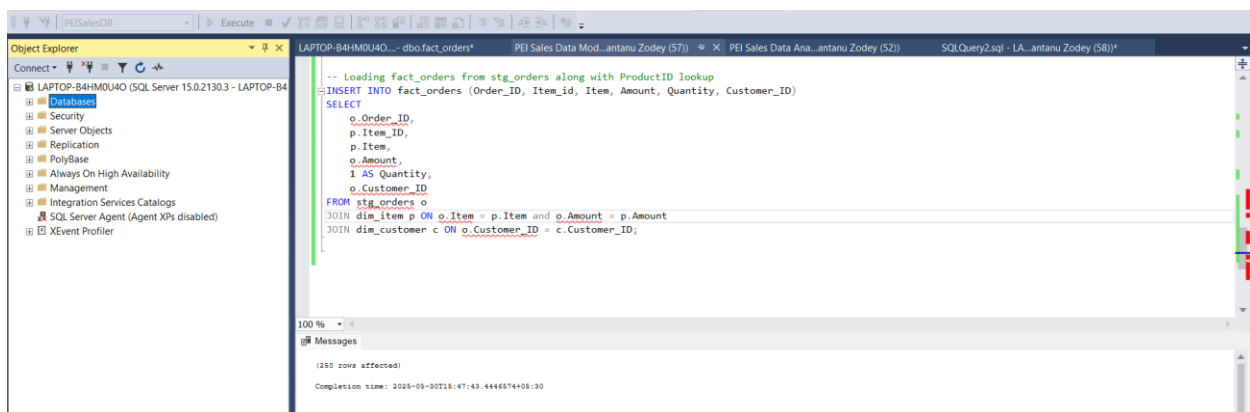 PEISalesDB
Execute
Object Explorer
Connect
LAPTOP-B4HM0U4O (SQL Server 15.0.2130.3 - LAPTOP-B4
Databases
Security
Server Objects
Replication
PolyBase
Always On High Availability
Management
Integration Services Catalogs
SQL Server Agent (Agent XPs disabled)
XEvent Profiler
LAPTOP-B4HM0U4O....- dbo.fact_orders*
PEI Sales Data Mod...antanu Zodey (57))
PEI Sales Data Ana...antanu Zodey (52))
SQLQuery2.sql - LA...antanu Zodey (58))*
-- Loading fact_orders from stg_orders along with ProductID lookup
INSERT INTO fact_orders (Order_ID, Item_id, Item, Amount, Quantity, Customer_ID)
SELECT
o.Order_ID,
p.Item_ID,
p.Item,
o.Amount,
1 AS Quantity,
o.Customer_ID
FROM stg_orders o
JOIN dim_item p ON o.Item = p.Item and o.Amount = p.Amount
JOIN dim_customer c ON o.Customer_ID = c.Customer_ID;
100 %
Messages
(250 rows affected)
Completion time: 2025-05-30T15:47:43.4446574+05:30